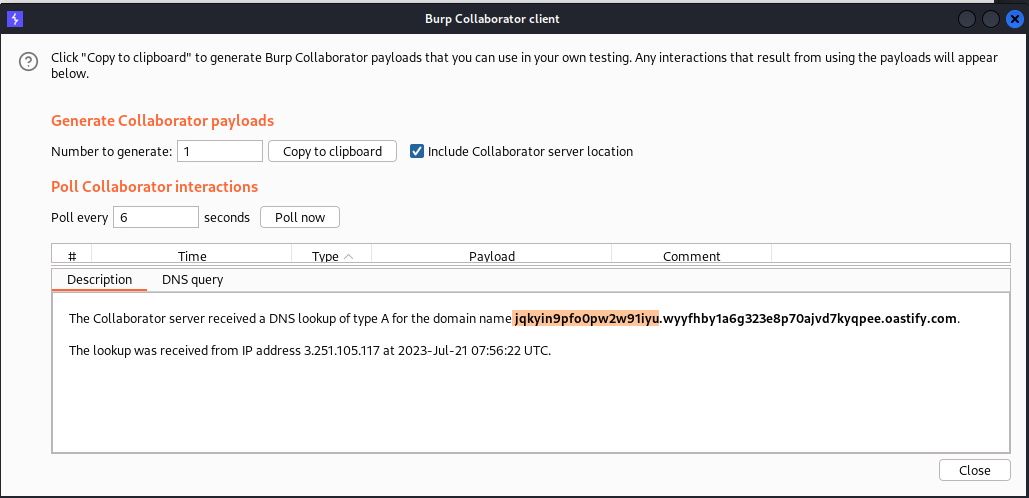 Burp Collaborator client
Click "Copy to clipboard" to generate Burp Collaborator payloads that you can use in your own testing. Any interactions that result from using the payloads will appear
below.
Generate Collaborator payloads
Number to generate: 1 Copy to clipboard Include Collaborator server location
Poll Collaborator interactions
Poll every 6 seconds Poll now
# Time Type Payload Comment
Description DNS query
The Collaborator server received a DNS lookup of type A for the domain name jqkyin9pfo0pw2w91iyu.wyyfhby1a6g323e8p70ajvd7kyqpee.oastify.com.
The lookup was received from IP address 3.251.105.117 at 2023-Jul-21 07:56:22 UTC.
Close